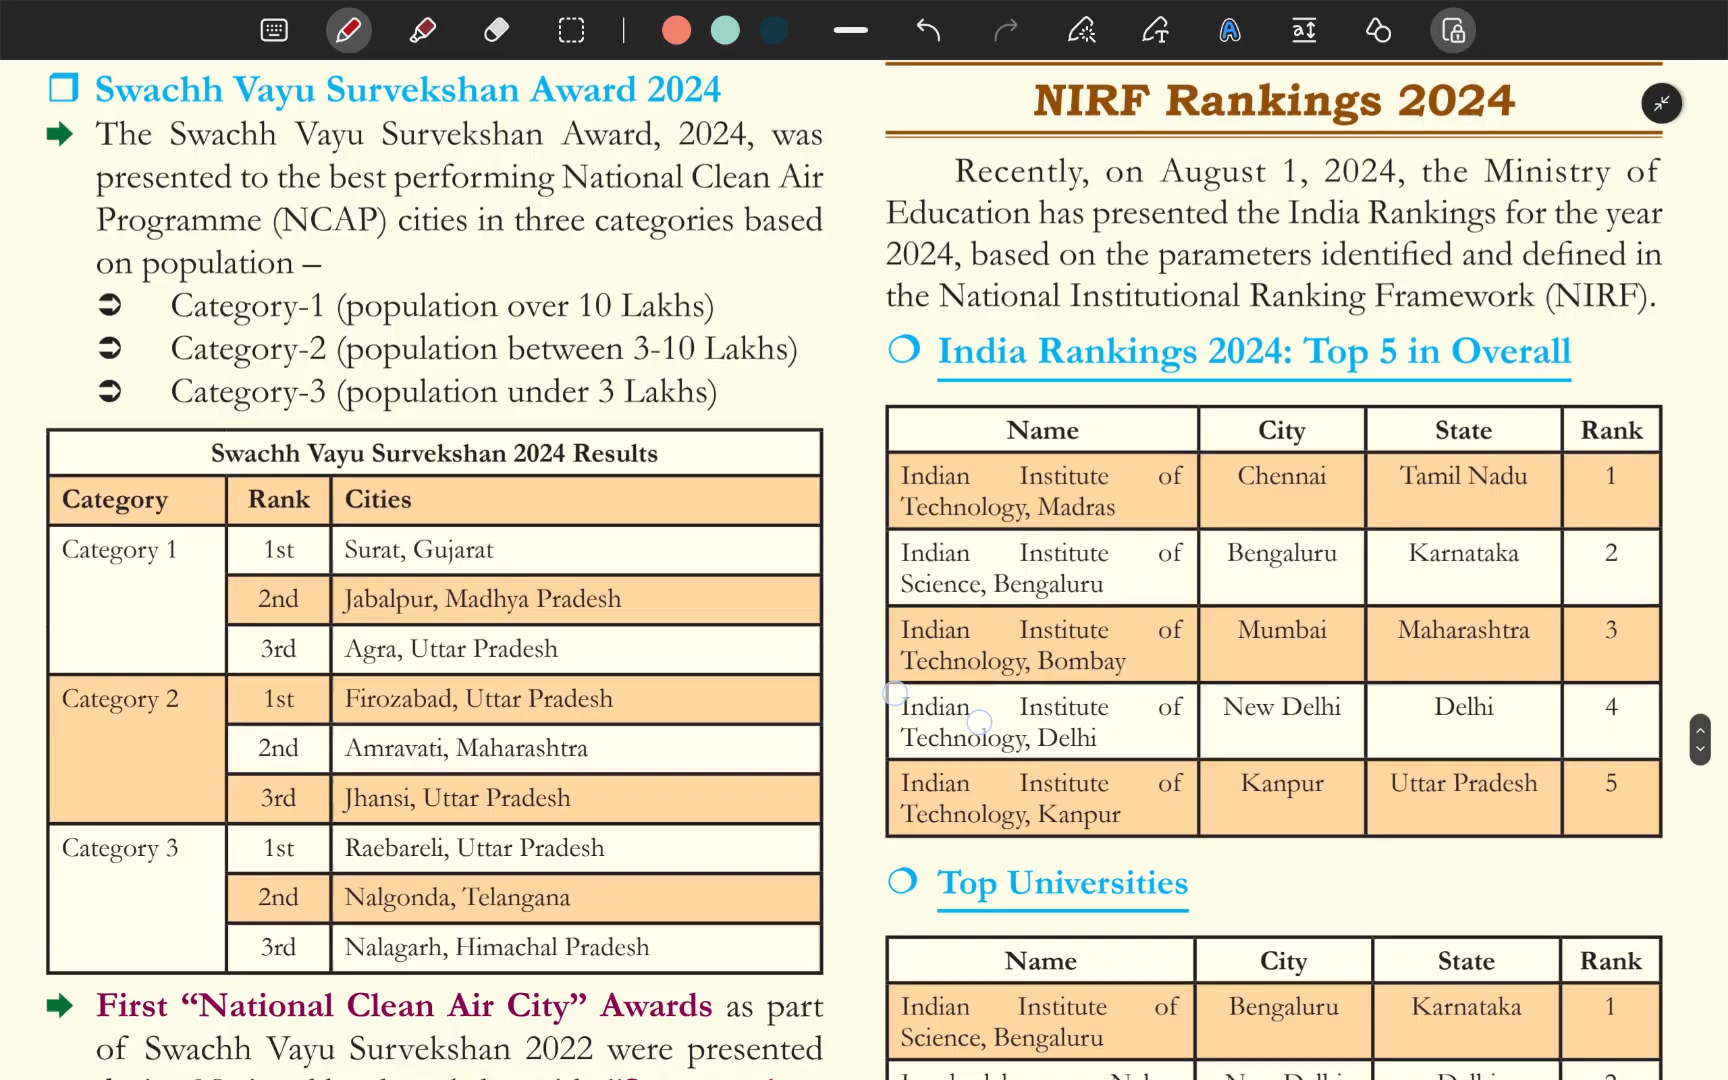 Swachh Vayu Survekshan Award 2024
The Swachh Vayu Survekshan Award, 2024, was
presented to the best performing National Clean Air
Programme (NCAP) cities in three categories based
on population –
Category-1 (population over 10 Lakhs)
Category-2 (population between 3-10 Lakhs)
Category-3 (population under 3 Lakhs)
Swachh Vayu Survekshan 2024 Results
Category Rank Cities
Category 1 1st Surat, Gujarat
2nd Jabalpur, Madhya Pradesh
3rd Agra, Uttar Pradesh
Category 2 1st Firozabad, Uttar Pradesh
2nd Amravati, Maharashtra
3rd Jhansi, Uttar Pradesh
Category 3 1st Raebareli, Uttar Pradesh
2nd Nalgonda, Telangana
3rd Nalagarh, Himachal Pradesh
First “National Clean Air City” Awards as part
of Swachh Vayu Survekshan 2022 were presented
NIRF Rankings 2024
Recently, on August 1, 2024, the Ministry of
Education has presented the India Rankings for the year
2024, based on the parameters identified and defined in
the National Institutional Ranking Framework (NIRF).
India Rankings 2024: Top 5 in Overall
Name City State Rank
Indian Institute of Chennai Tamil Nadu 1
Technology, Madras
Indian Institute of Bengaluru Karnataka 2
Science, Bengaluru
Indian Institute of Mumbai Maharashtra 3
Technology, Bombay
Indian Institute of New Delhi Delhi 4
Technology, Delhi
Indian Institute of Kanpur Uttar Pradesh 5
Technology, Kanpur
Top Universities
Name City State Rank
Indian Institute of Bengaluru Karnataka 1
Science, Bengaluru